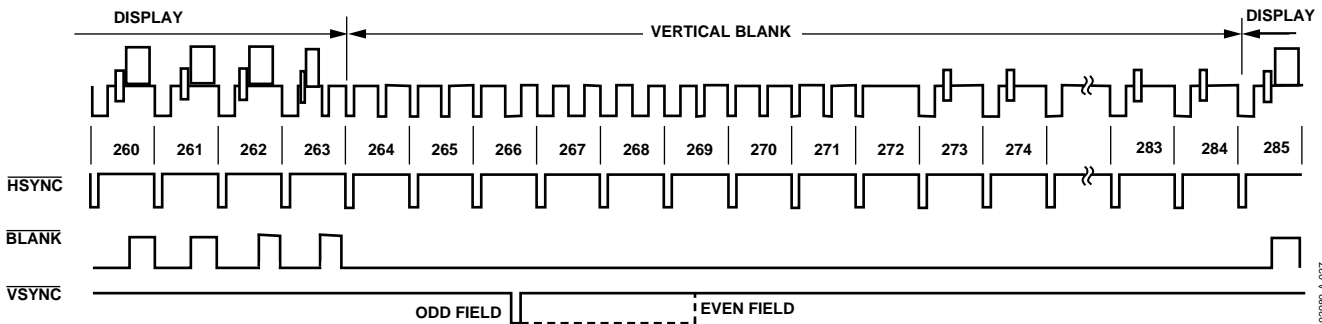 DISPLAY
VERTICAL BLANK
DISPLAY
260 261 262 263 264 265 266 267 268 269 270 271 272 273 274 283 284 285
HSYNC
BLANK
VSYNC
ODD FIELD EVEN FIELD